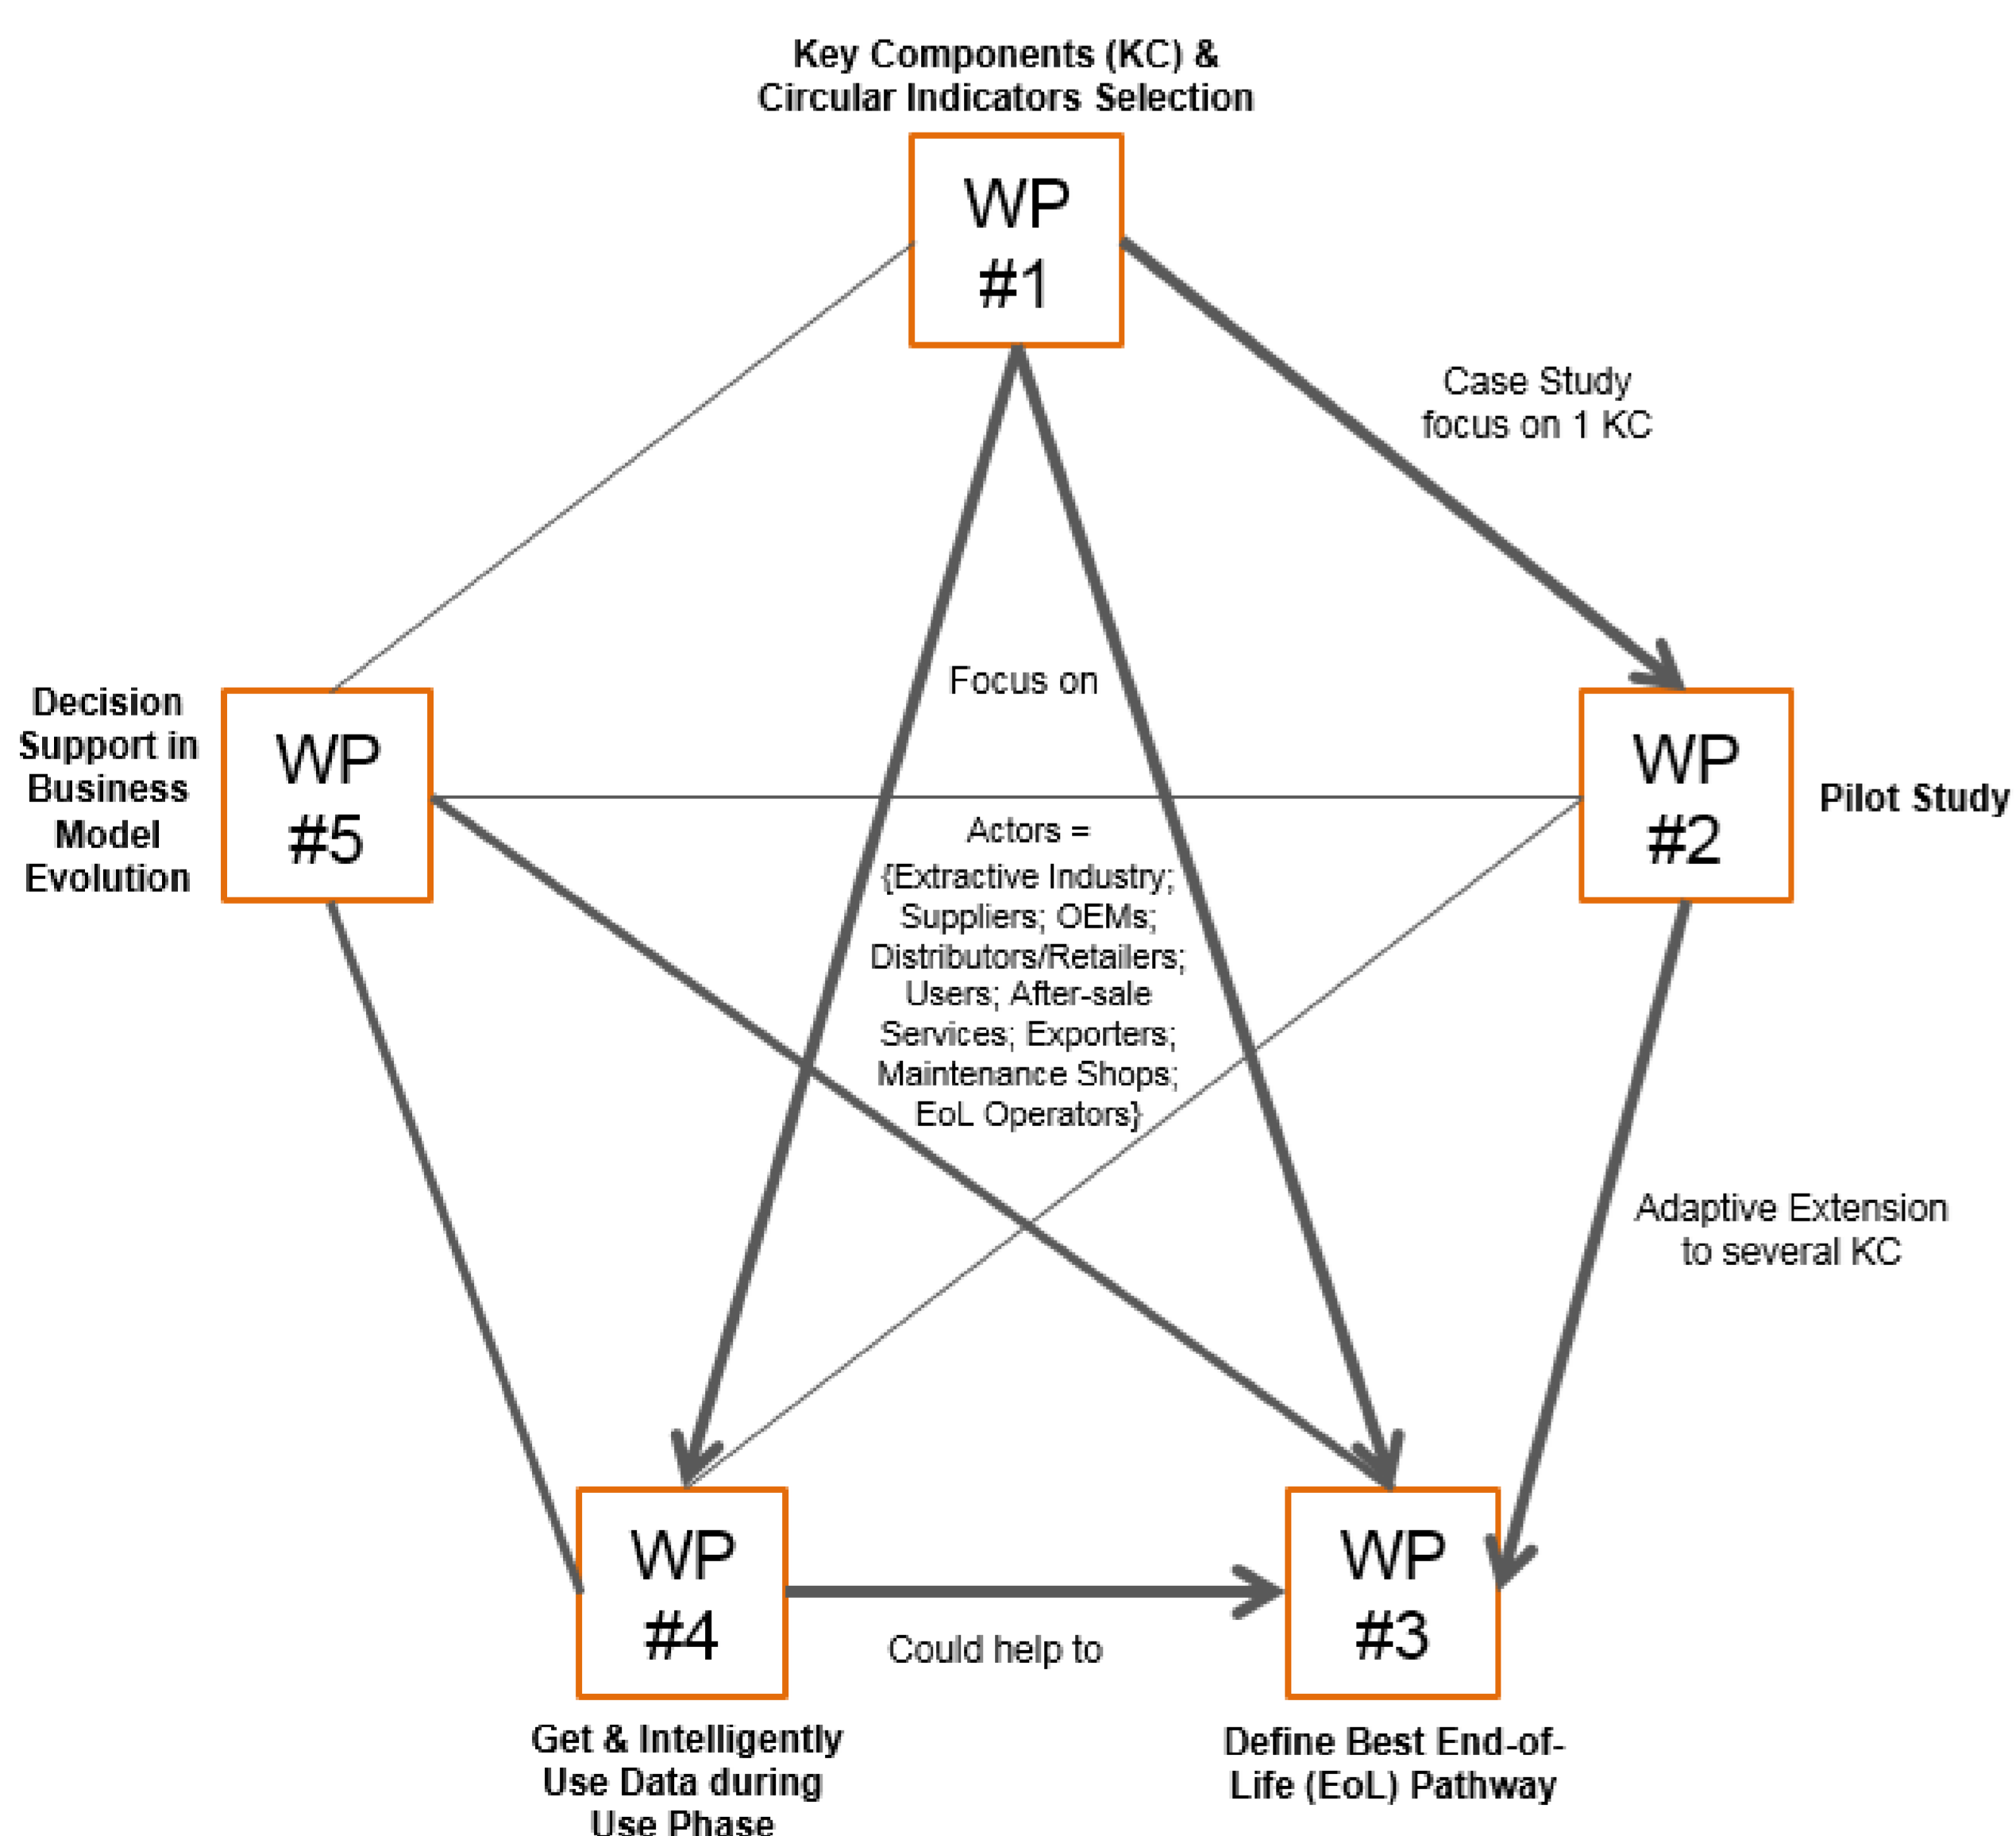 Key Components (KC) &
Circular Indicators Selection
WP
#1
Case Study
focus on 1 KC
Focus on
Decision
Support in
Business
Model
Evolution
WP
#5
WP
#2
Pilot Study
Actors =
{Extractive Industry;
Suppliers; OEMs;
Distributors/Retailers;
Users; After-sale
Services; Exporters;
Maintenance Shops;
EoL Operators}
Adaptive Extension
to several KC
WP
#4
Could help to
WP
#3
Get & Intelligently
Use Data during
Use Phase
Define Best End-of-
Life (EoL) Pathway